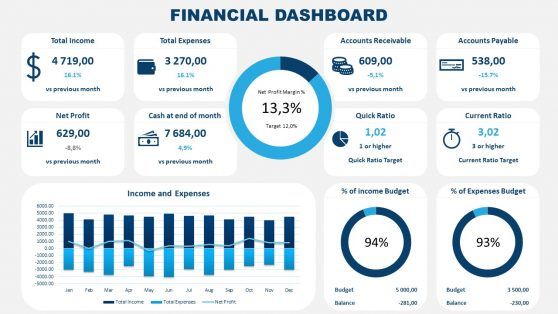 FINANCIAL DASHBOARD
Total Income
4 719,00
16.1%
vs previous month
Total Expenses
3 270,00
16.1%
vs previous month
Net Profit Margin %
13,3%
Target 12,0%
Accounts Receivable
609,00
-5,1%
vs previous month
Accounts Payable
538,00
-15.7%
vs previous month
Net Profit
629,00
-8,8%
vs previous month
Cash at end of month
7 684,00
4,9%
vs previous month
Quick Ratio
1,02
1 or higher
Quick Ratio Target
Current Ratio
3,02
3 or higher
Current Ratio Target
Income and Expenses
6000.00
5000.00
4000.00
3000.00
2000.00
1000.00
0.00
-1000.00
-2000.00
-3000.00
-4000.00
-5000.00
Jan Feb Mar Apr May Jun Jul Aug Sep Oct Nov Dec
Total Income Total Expenses Net Profit
% of income Budget
94%
Budget 5 000,00
Balance -281,00
% of Expenses Budget
93%
Budget 3 500,00
Balance -230,00